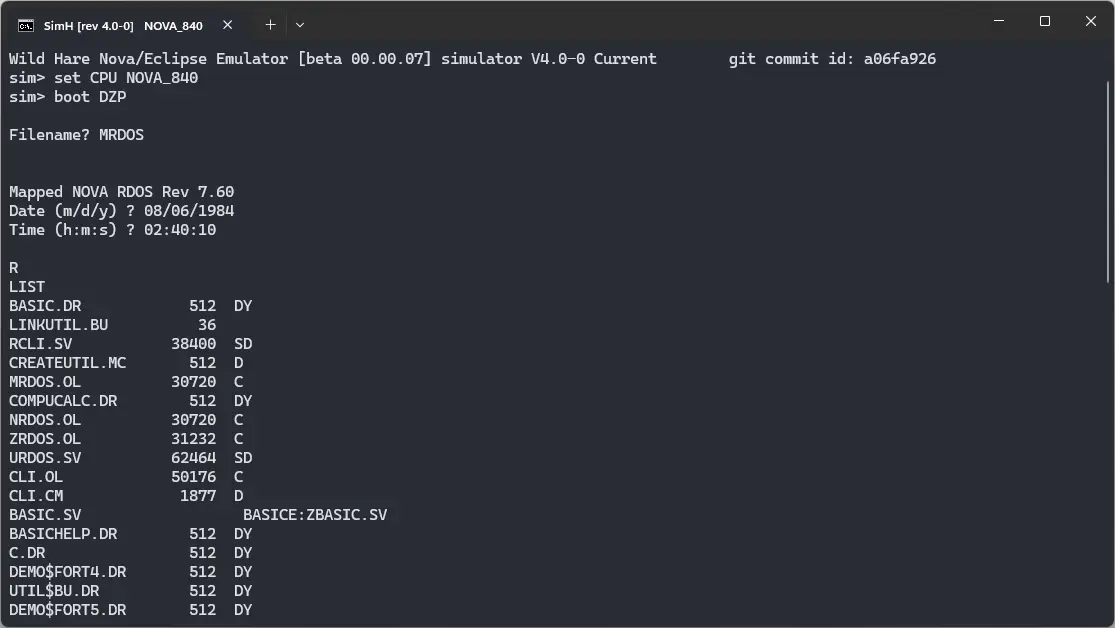 SimH [rev 4.0-0] NOVA_840
Wild Hare Nova/Eclipse Emulator [beta 00.00.07] simulator V4.0-0 Current        git commit id: a06fa926
sim> set CPU NOVA_840
sim> boot DZP
Filename? MRDOS
Mapped NOVA RDOS Rev 7.60
Date (m/d/y) ? 08/06/1984
Time (h:m:s) ? 02:40:10
R
LIST
BASIC.DR            512  DY
LINKUTIL.BU          36
RCLI.SV           38400  SD
CREATEUTIL.MC       512  D
MRDOS.OL          30720  C
COMPUCALC.DR        512  DY
NRDOS.OL          30720  C
ZRDOS.OL          31232  C
URDOS.SV          62464  SD
CLI.OL            50176  C
CLI.CM             1877  D
BASIC.SV                  BASICE:ZBASIC.SV
BASICHELP.DR        512  DY
C.DR                512  DY
DEMO$FORT4.DR       512  DY
UTIL$BU.DR          512  DY
DEMO$FORT5.DR       512  DY